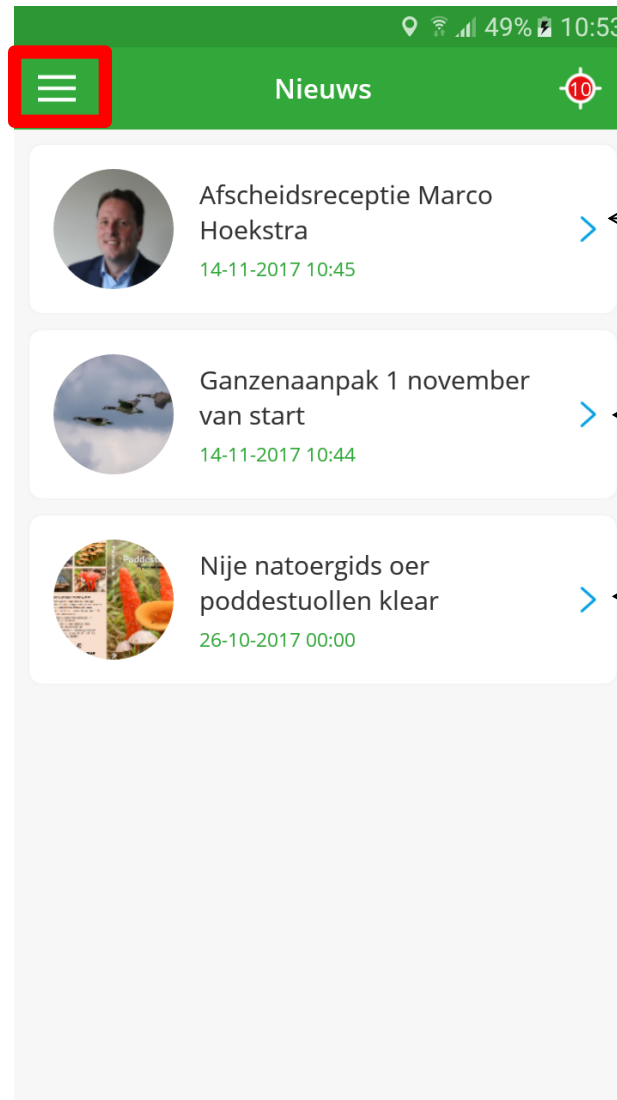 49% 10:53
Nieuws
10
Afscheidsreceptie Marco
Hoekstra
14-11-2017 10:45
Ganzenaanpak 1 november
van start
14-11-2017 10:44
Nije natoergids oer
poddestuollen klear
26-10-2017 00:00